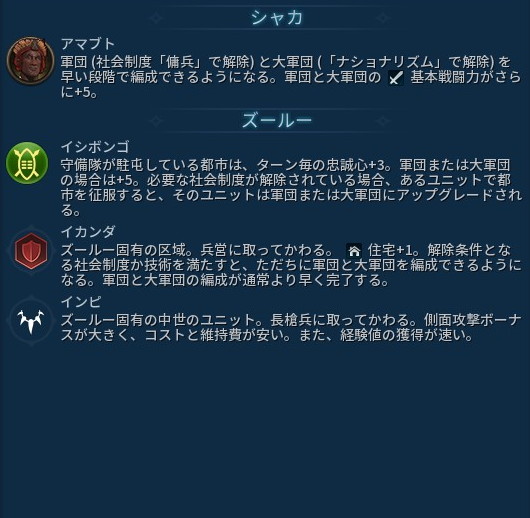 シャカ
アマブト
軍団 (社会制度「傭兵」で解除) と大軍団 (「ナショナリズム」で解除) を
早い段階で編成できるようになる。軍団と大軍団の 基本戦闘力がさら
に+5。
ズールー
イシボンゴ
守備隊が駐屯している都市は、ターン毎の忠誠心+3。軍団または大軍団
の場合は+5。必要な社会制度が解除されている場合、あるユニットで都
市を征服すると、そのユニットは軍団または大軍団にアップグレードされ
る。
イカンダ
ズールー固有の区域。兵営に取ってかわる。 住宅+1。解除条件とな
る社会制度か技術を満たすと、ただちに軍団と大軍団を編成できるように
なる。軍団と大軍団の編成が通常より早く完了する。
インピ
ズールー固有の中世のユニット。長槍兵に取ってかわる。側面攻撃ボーナ
スが大きく、コストと維持費が安い。また、経験値の獲得が速い。